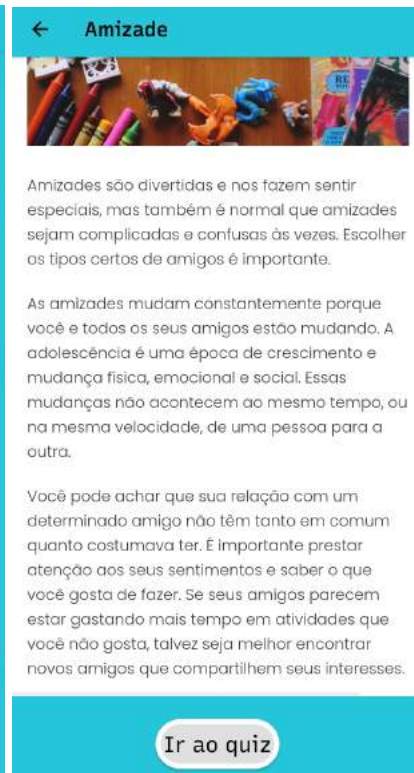 Amizade
Amizades são divertidas e nos fazem sentir
especiais, mas também é normal que amizades
sejam complicadas e confusas às vezes. Escolher
os tipos certos de amigos é importante.
As amizades mudam constantemente porque
você e todos os seus amigos estão mudando. A
adolescência é uma época de crescimento e
mudança física, emocional e social. Essas
mudanças não acontecem ao mesmo tempo, ou
na mesma velocidade, de uma pessoa para a
outra.
Você pode achar que sua relação com um
determinado amigo não têm tanto em comum
quanto costumava ter. É importante prestar
atenção aos seus sentimentos e saber o que
você gosta de fazer. Se seus amigos parecem
estar gastando mais tempo em atividades que
você não gosta, talvez seja melhor encontrar
novos amigos que compartilhem seus interesses.
Ir ao quiz